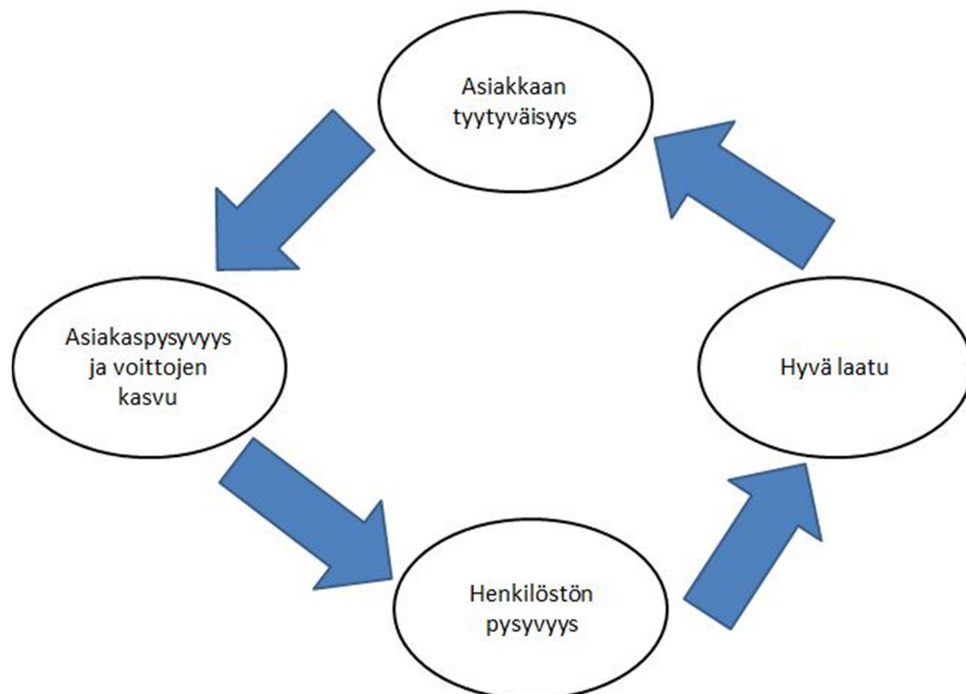 Asiakkaan
tyytyväisyys
Asiakaspysyvyys
ja voittojen
kasvu
Hyvä laatu
Henkilöstön
pysyvyys